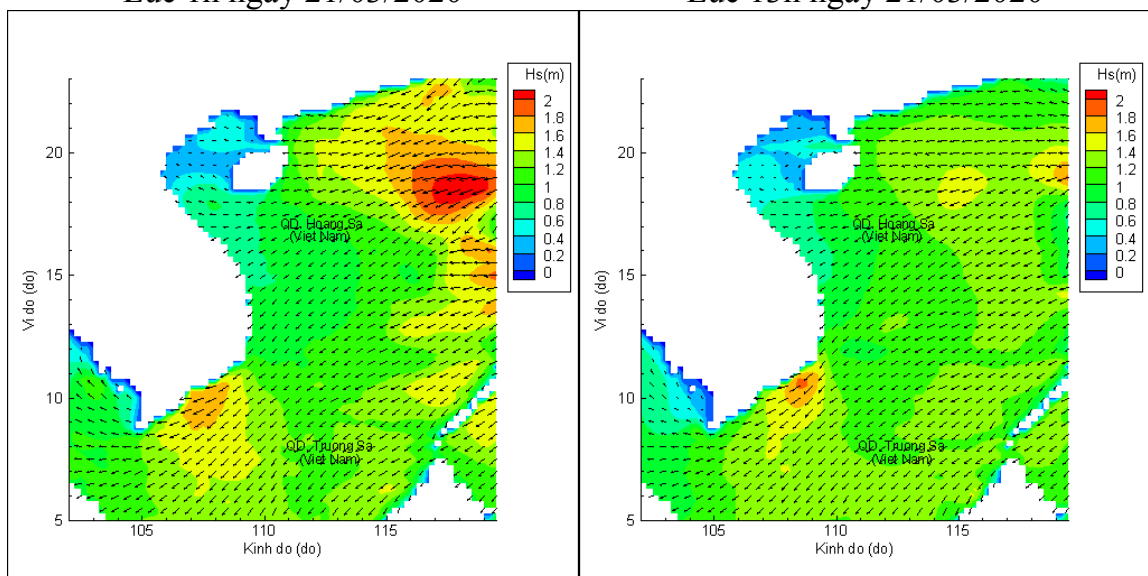 Lúc 1h ngày 21/03/2020
Lúc 13h ngày 21/03/2020
Hs(m)
2
1.8
1.6
1.4
1.2
1
0.8
0.6
0.4
0.2
0
Vi do (do)
20
15
10
5
QD. Hoang Sa
(Viet Nam)
QD. Truong Sa
(Viet Nam)
105
110
115
Kinh do (do)
Hs(m)
2
1.8
1.6
1.4
1.2
1
0.8
0.6
0.4
0.2
0
Vi do (do)
20
15
10
5
QD. Hoang Sa
(Viet Nam)
QD. Truong Sa
(Viet Nam)
105
110
115
Kinh do (do)